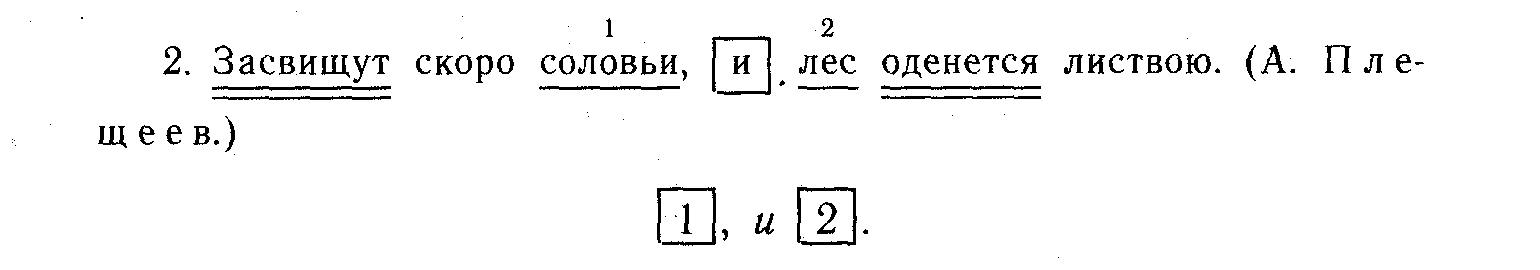 1 2
2. Засвищут скоро соловьи, и лес оденется листвою. (А. Пле-
щеев.)
1, и 2.